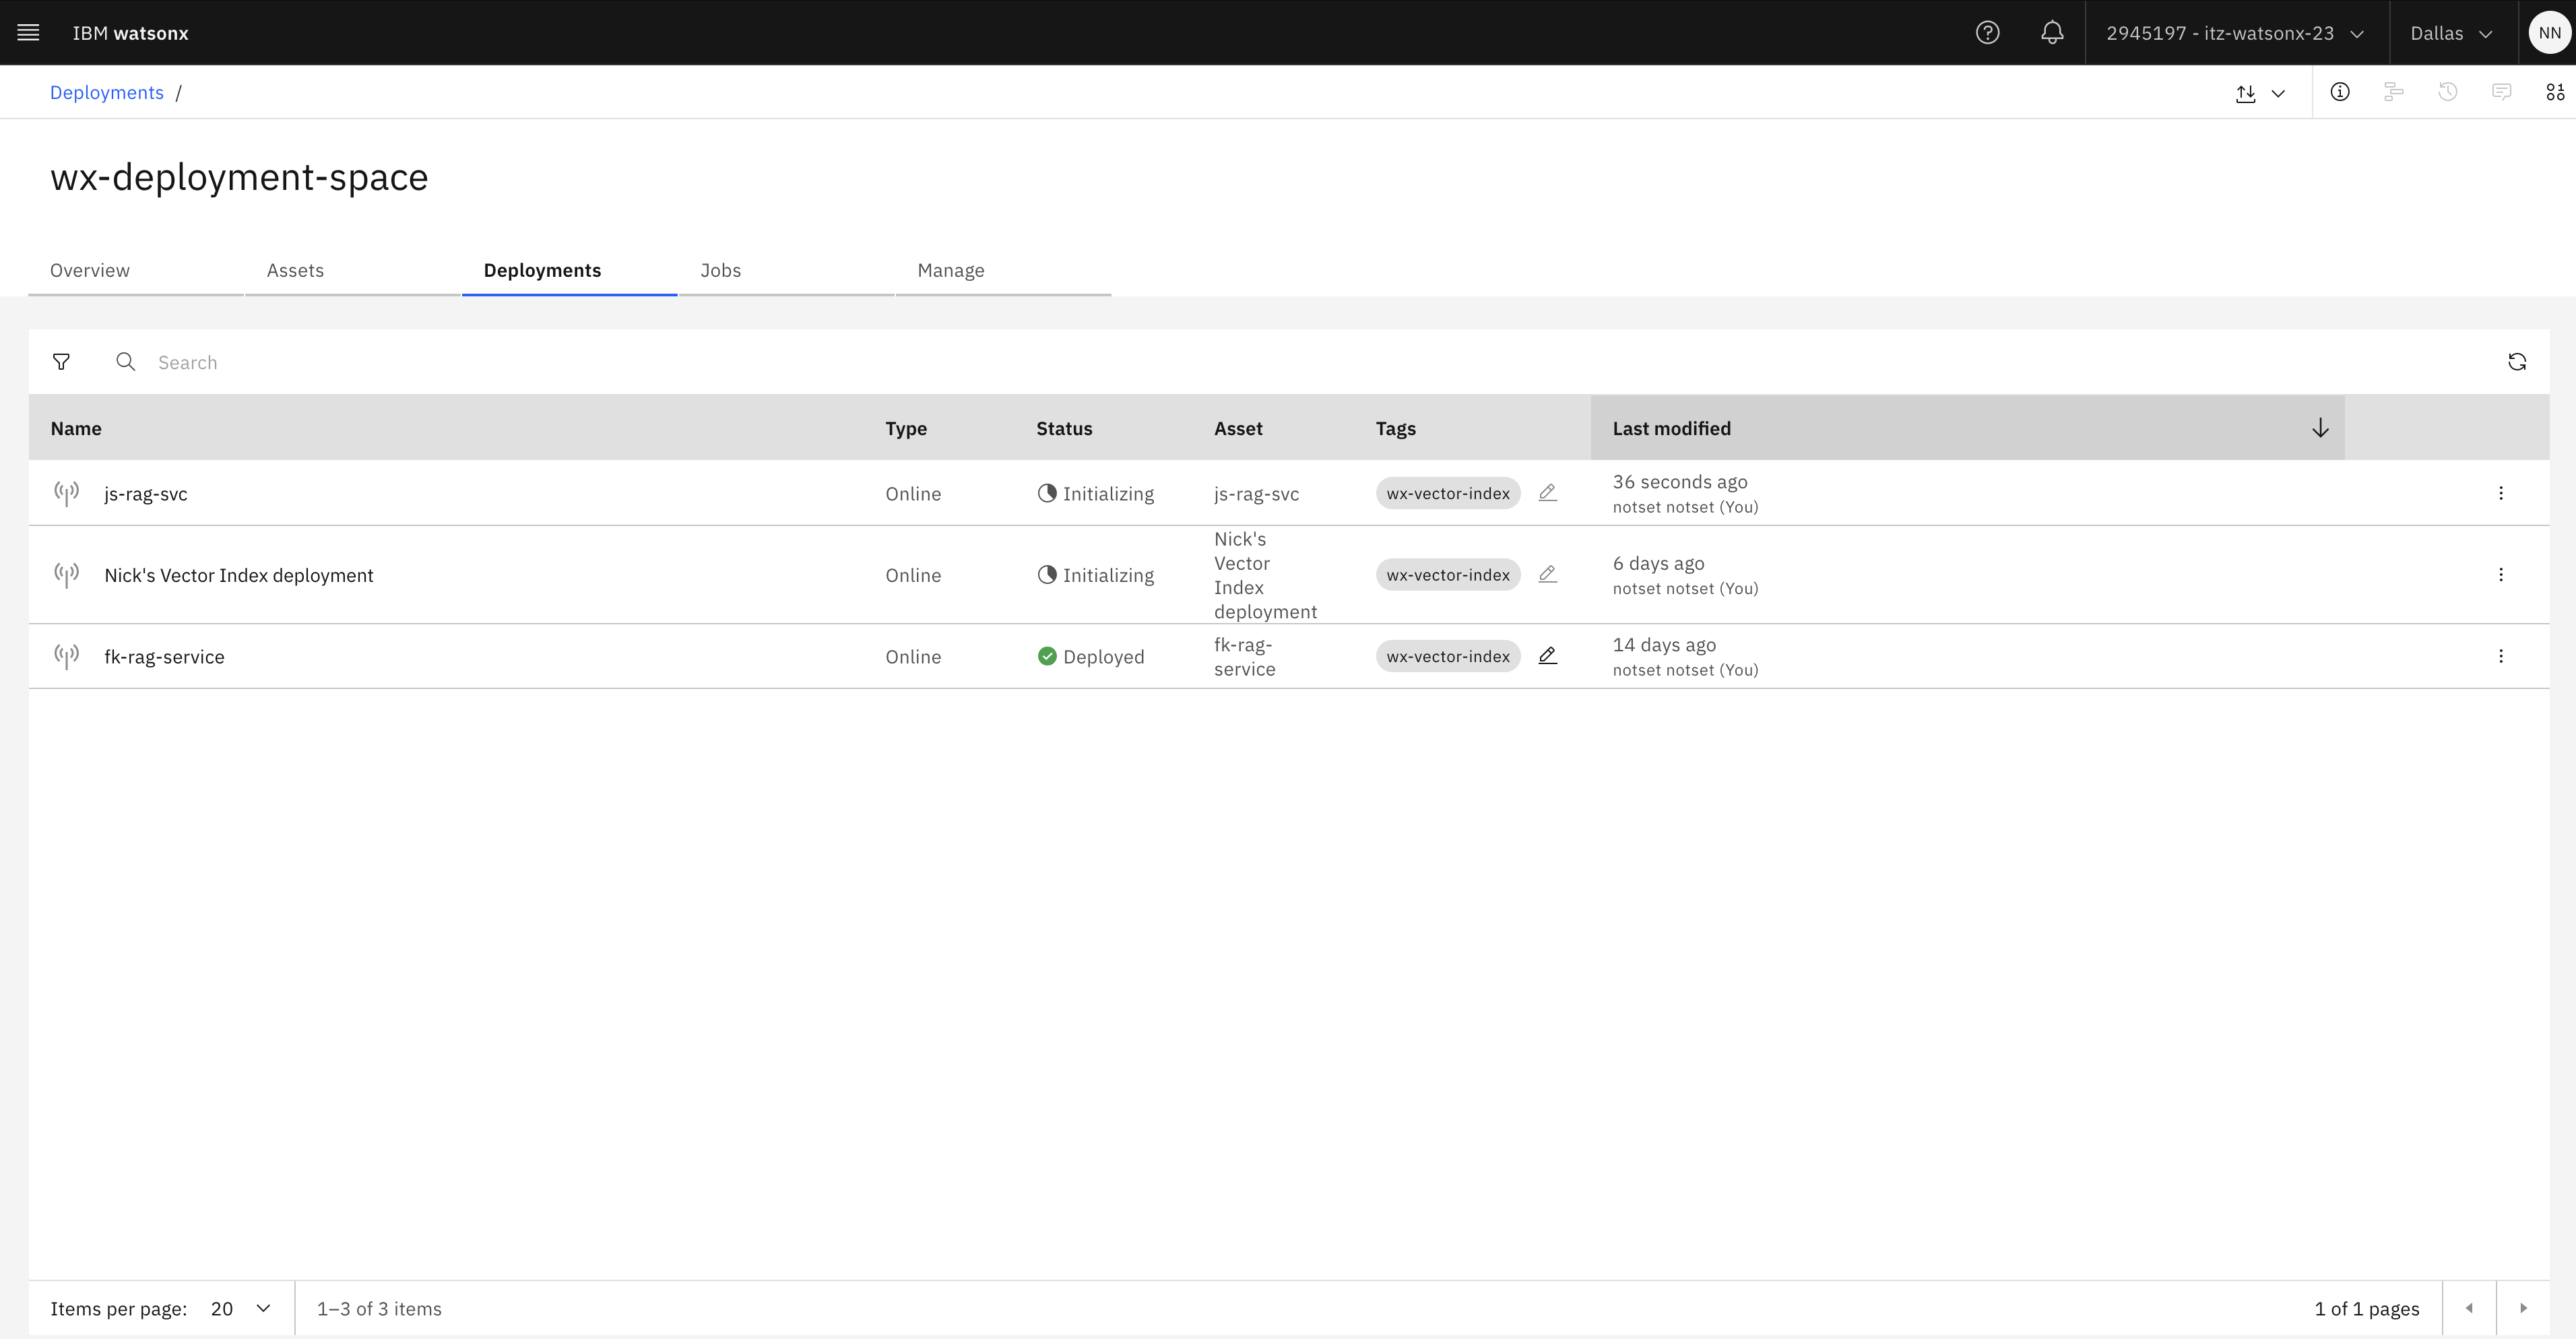 IBM watsonx
2945197 - itz-watsonx-23
Dallas
NN
Deployments /
wx-deployment-space
Overview
Assets
Deployments
Jobs
Manage
Search
Name
Type
Status
Asset
Tags
Last modified
js-rag-svc
Online
Initializing
js-rag-svc
wx-vector-index
36 seconds ago
notset notset (You)
Nick's Vector Index deployment
Online
Initializing
Nick's
Vector
Index
deployment
wx-vector-index
6 days ago
notset notset (You)
fk-rag-service
Online
Deployed
fk-rag-
service
wx-vector-index
14 days ago
notset notset (You)
Items per page: 20
1–3 of 3 items
1 of 1 pages